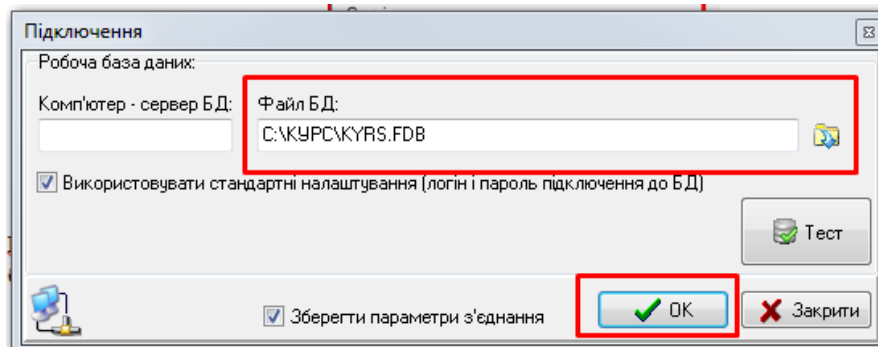 Підключення
Робоча база даних:
Комп'ютер - сервер БД: Файл БД:
C:\КУРС\KYRS.FDB
Використовувати стандартні налаштування (логін і пароль підключення до БД)
Тест
Зберегти параметри з'єднання
OK
Закрити